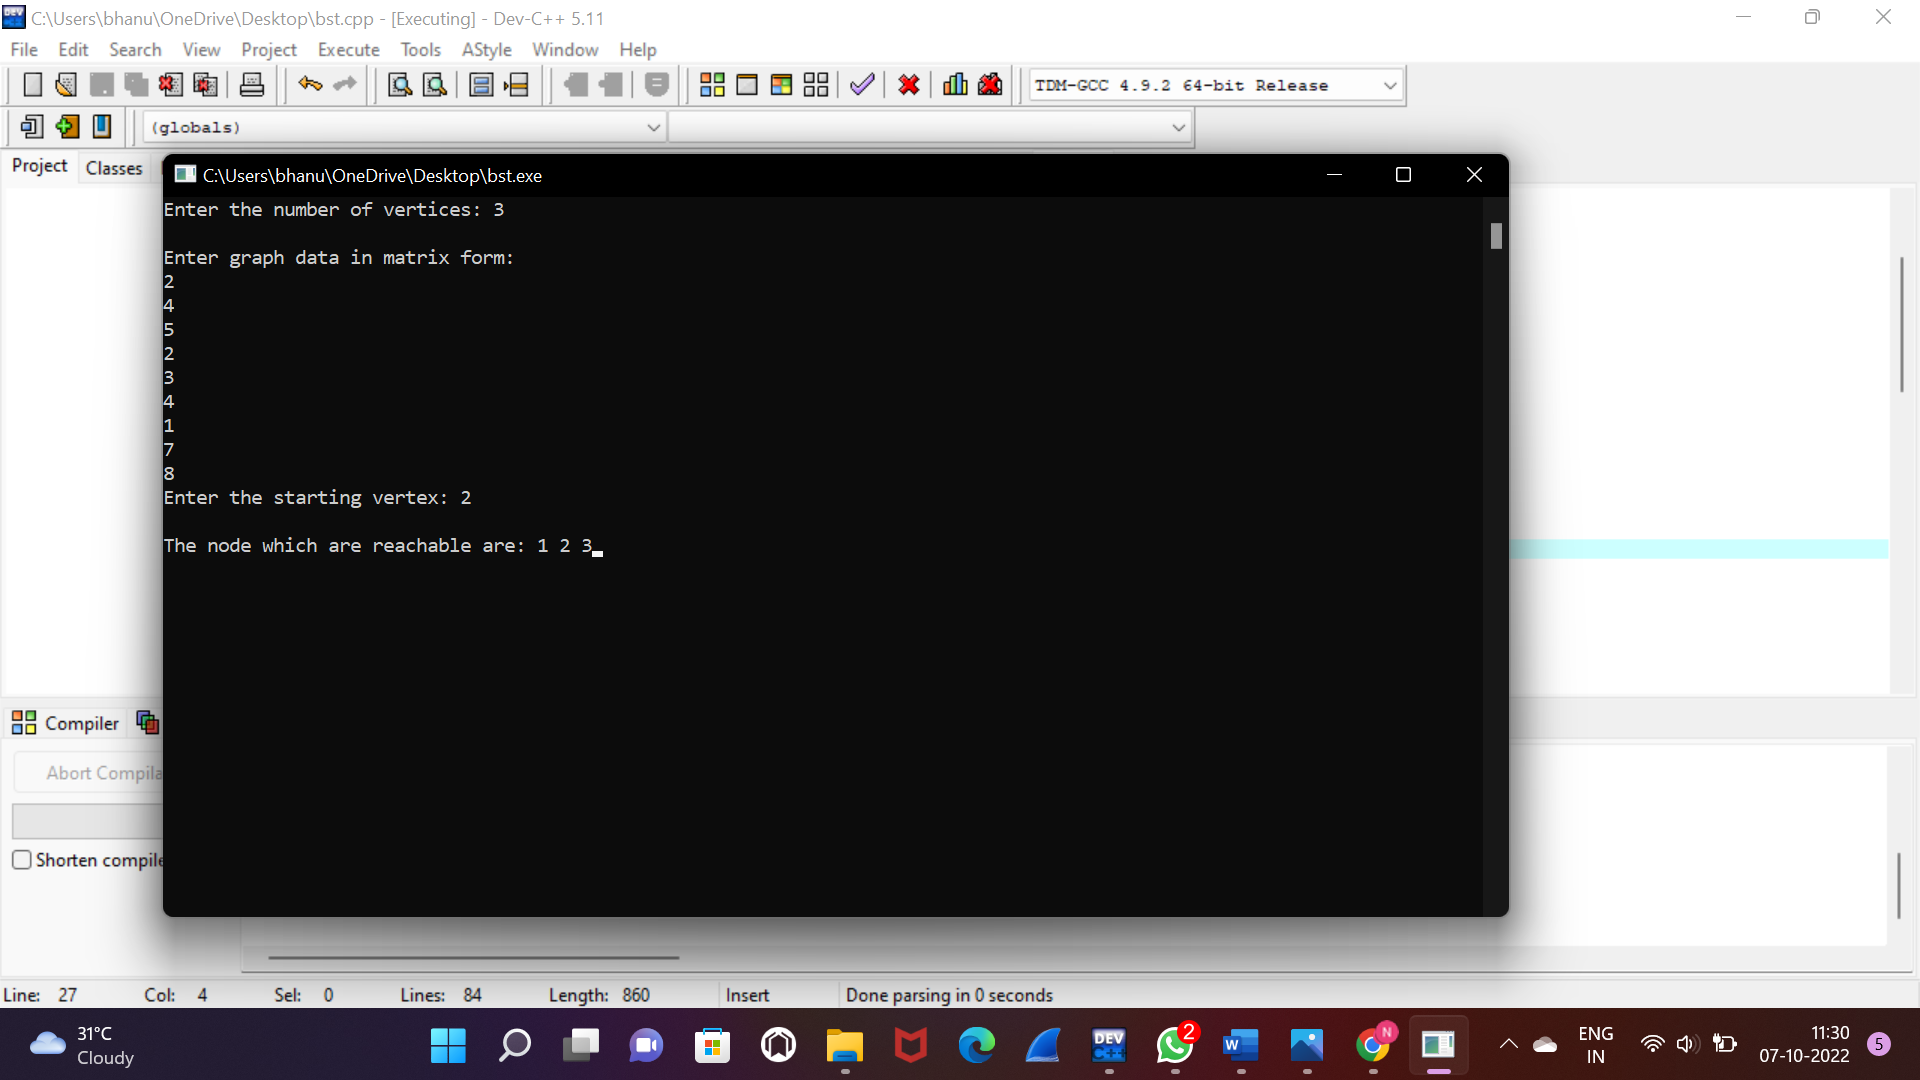 C:\Users\bhanu\OneDrive\Desktop\bst.cpp - [Executing] - Dev-C++ 5.11
File Edit Search View Project Execute Tools AStyle Window Help
TDM-GCC 4.9.2 64-bit Release
(globals)
Project Classes
C:\Users\bhanu\OneDrive\Desktop\bst.exe
Enter the number of vertices: 3
Enter graph data in matrix form:
2
4
5
2
3
4
1
7
8
Enter the starting vertex: 2
The node which are reachable are: 1 2 3
Compiler
Abort Compila
Shorten compile
Line: 27 Col: 4 Sel: 0 Lines: 84 Length: 860 Insert Done parsing in 0 seconds
31°C
Cloudy
DEV
C++
2
W
N
ENG
IN
11:30
07-10-2022
5